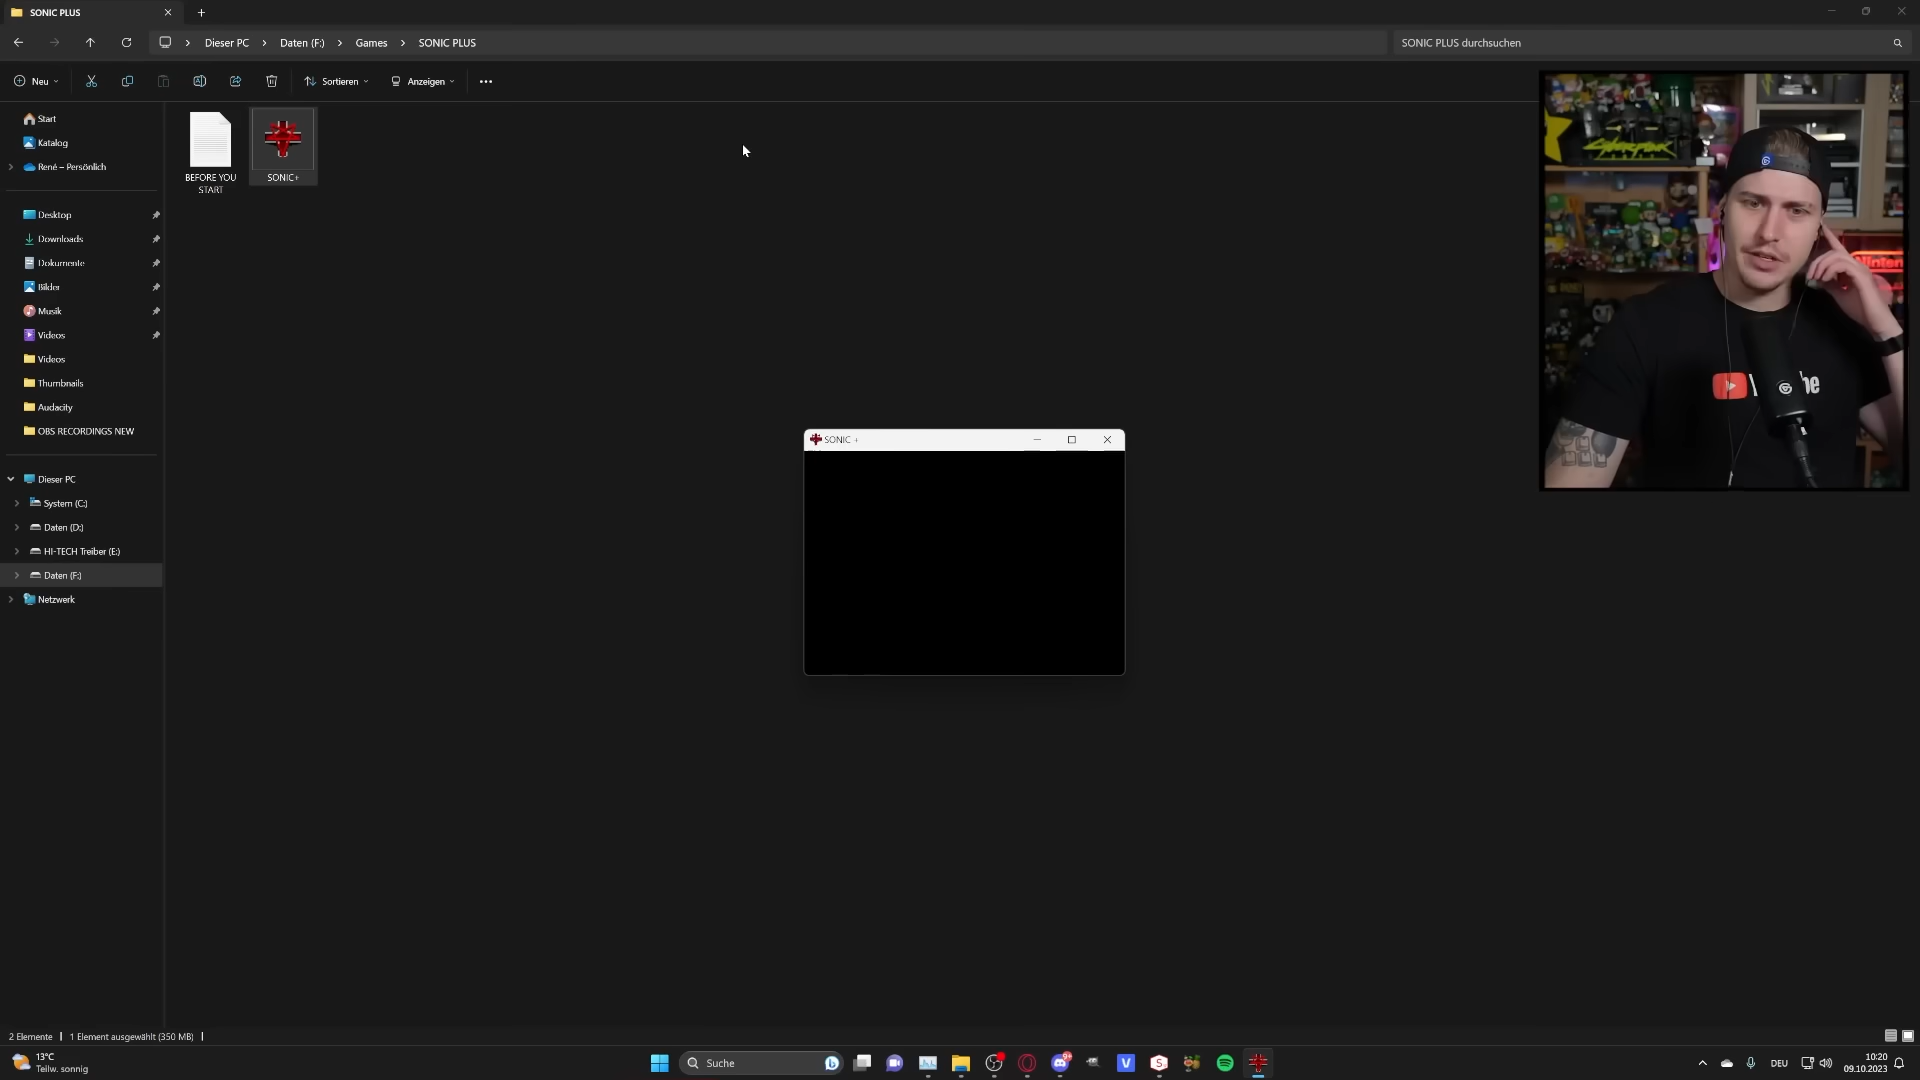 SONIC PLUS
Dieser PC
Daten (F:)
Games
SONIC PLUS
SONIC PLUS durchsuchen
Neu
Sortieren
Anzeigen
Start
Katalog
René – Persönlich
Desktop
Downloads
Dokumente
Bilder
Musik
Videos
Videos
Thumbnails
Audacity
OBS RECORDINGS NEW
Dieser PC
System (C:)
Daten (D:)
HI-TECH Treiber (E:)
Daten (F:)
Netzwerk
BEFORE YOU
START
SONIC+
SONIC +
2 Elemente
1 Element ausgewählt (350 MB)
13°C
Teilw. sonnig
Suche
DEU
10:20
09.10.2023